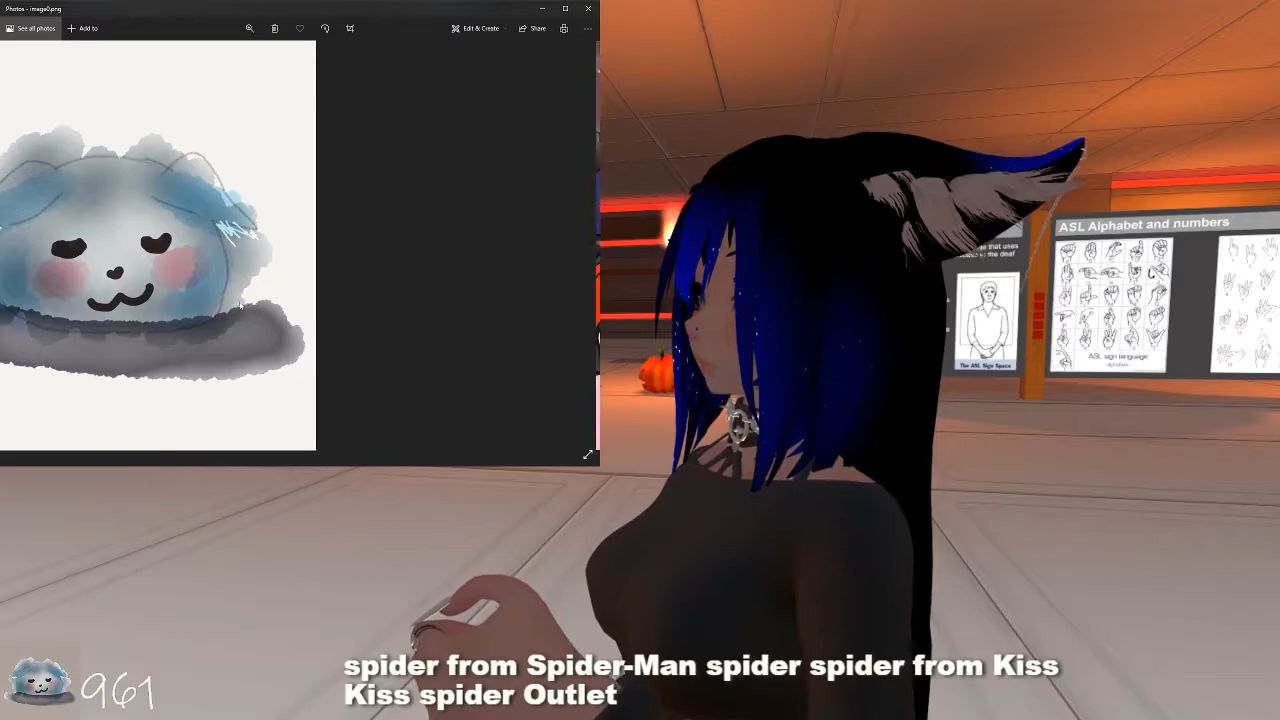 Photos - image0.png
See all photos
Add to
Edit & Create
Share
ASL Alphabet and numbers
ASL sign language
alphabets
The ASL Sign Space
961
spider from Spider-Man spider spider from Kiss
Kiss spider Outlet